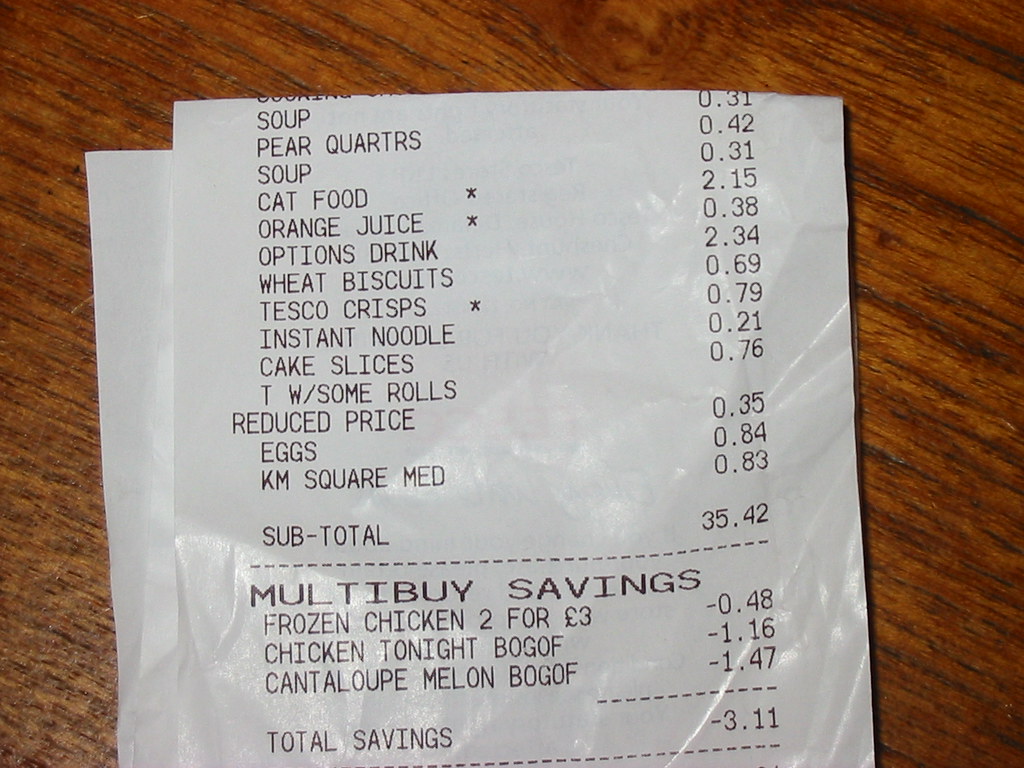 SOUP 0.31
PEAR QUARTRS 0.42
SOUP 0.31
CAT FOOD * 2.15
ORANGE JUICE * 0.38
OPTIONS DRINK 2.34
WHEAT BISCUITS 0.69
TESCO CRISPS * 0.79
INSTANT NOODLE 0.21
CAKE SLICES 0.76
T W/SOME ROLLS
REDUCED PRICE 0.35
EGGS 0.84
KM SQUARE MED 0.83
SUB-TOTAL 35.42
MULTIBUY SAVINGS
FROZEN CHICKEN 2 FOR £3 -0.48
CHICKEN TONIGHT BOGOF -1.16
CANTALOUPE MELON BOGOF -1.47
TOTAL SAVINGS -3.11